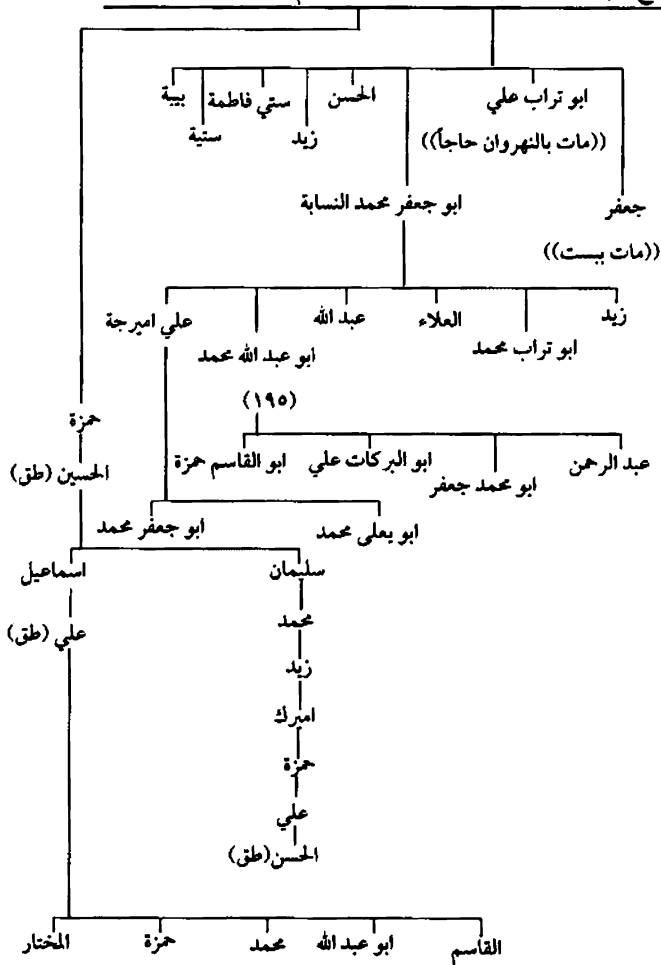 ابو تراب علي الحسن ستي فاطمة بيبة
((مات بالنهروان حاجاً)) زيد ستية
جعفر ابو جعفر محمد النسابة
((مات ببست))
زيد العلاء عبد الله علي اميرجة
ابو تراب محمد ابو عبد الله محمد
(١٩٥)
حمزة
عبد الرحمن ابو البركات علي ابو القاسم حمزة الحسين (طق)
ابو محمد جعفر
ابو يعلى محمد ابو جعفر محمد
سليمان اسماعيل
محمد علي (طق)
زيد
اميرك
حمزة
علي
الحسن (طق)
القاسم ابو عبد الله محمد حمزة المختار